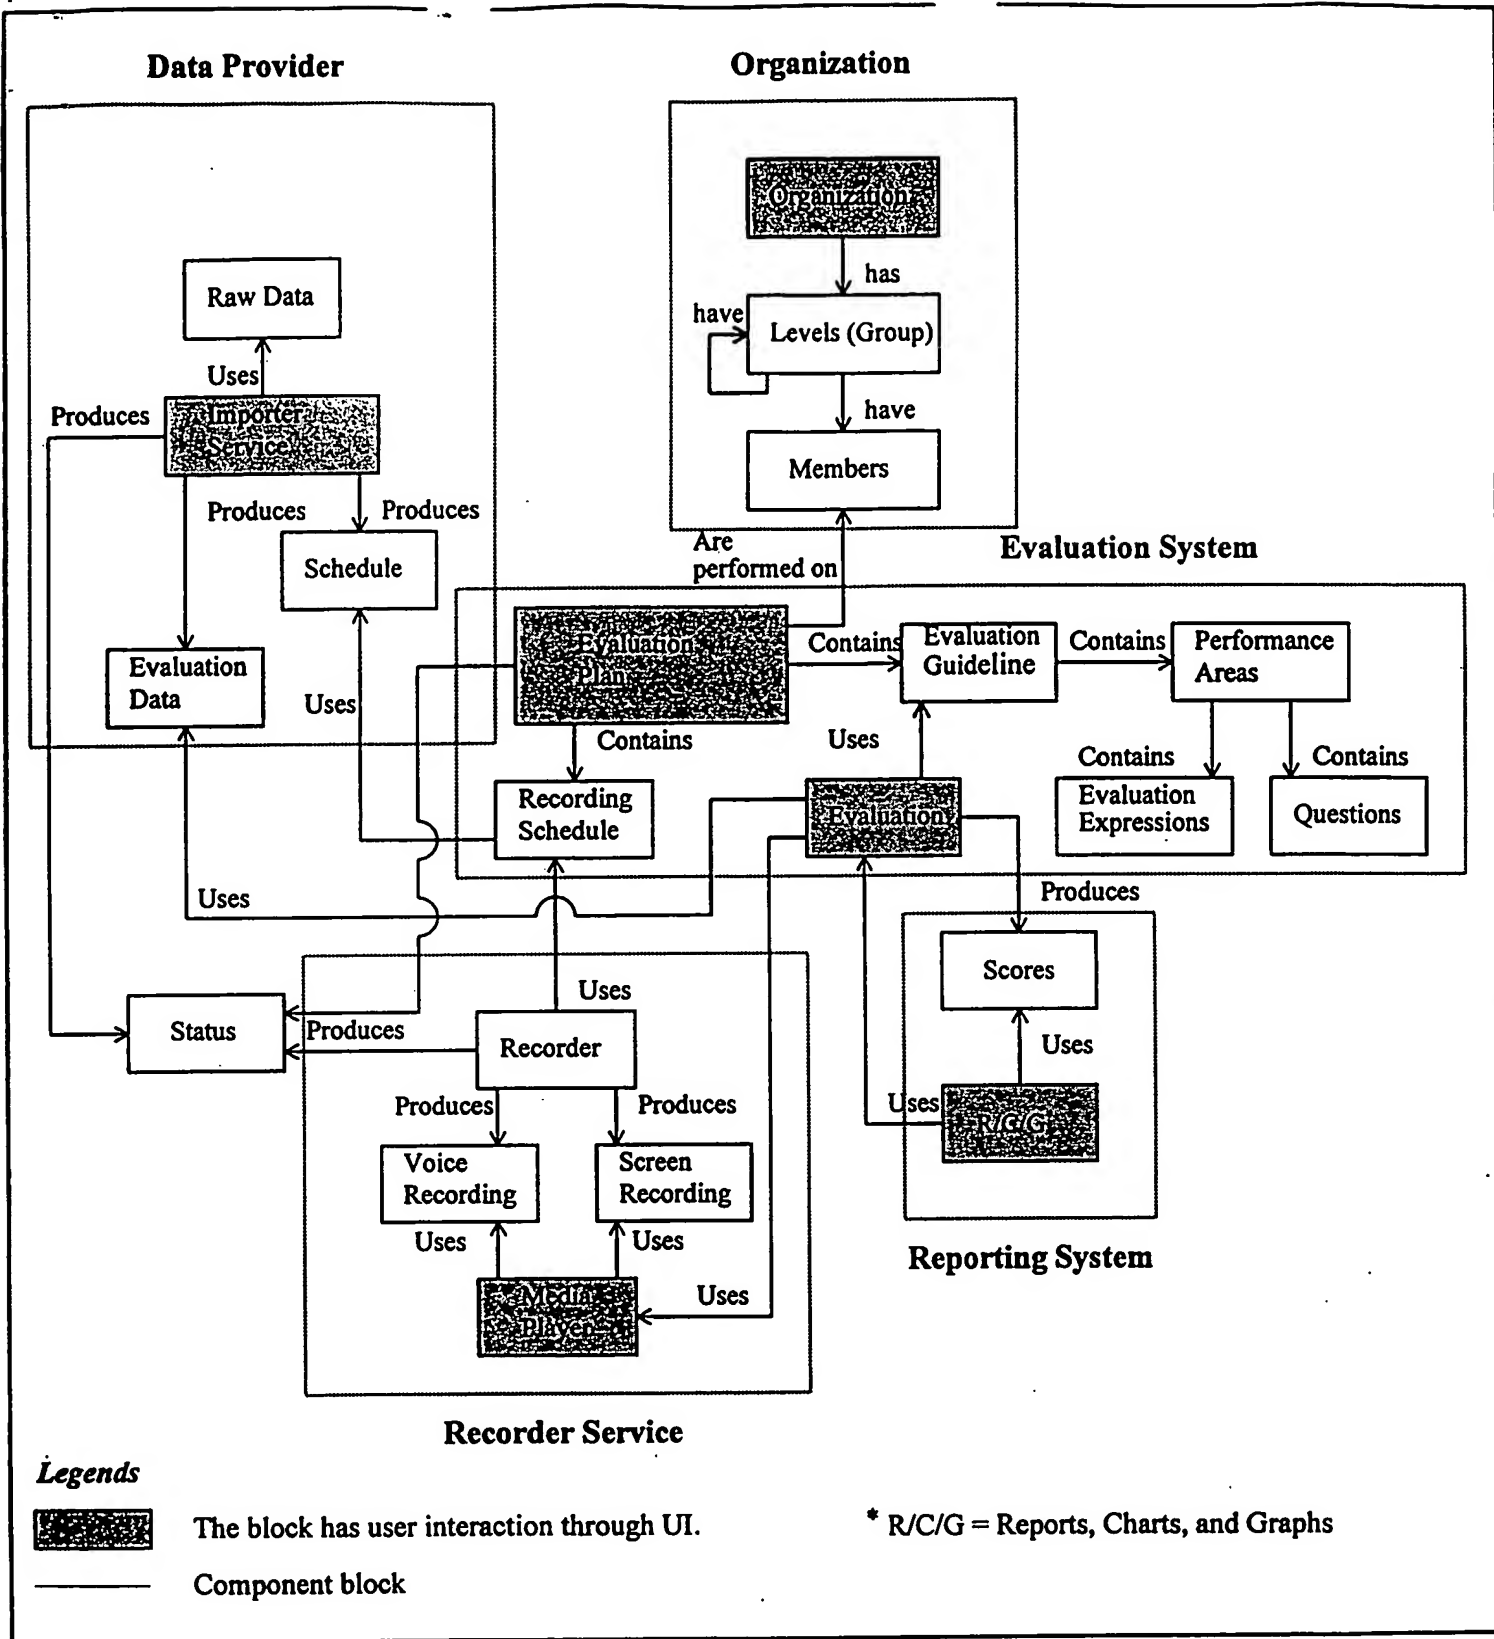 Data Provider
Organization
Organization
has
have
Levels (Group)
have
Members
Raw Data
Uses
Importer
Service
Produces
Produces
Produces
Schedule
Evaluation
Data
Uses
Are
performed on
Evaluation System
Evaluation
Plan
Contains
Evaluation
Guideline
Contains
Performance
Areas
Contains
Uses
Contains
Contains
Recording
Schedule
Evaluation
Evaluation
Expressions
Questions
Uses
Produces
Scores
Uses
Status
Produces
Recorder
Uses
Uses
R/C/G
Produces
Produces
Voice
Recording
Screen
Recording
Uses
Uses
Media
Player
Uses
Reporting System
Recorder Service
Legends
The block has user interaction through UI.
* R/C/G = Reports, Charts, and Graphs
Component block